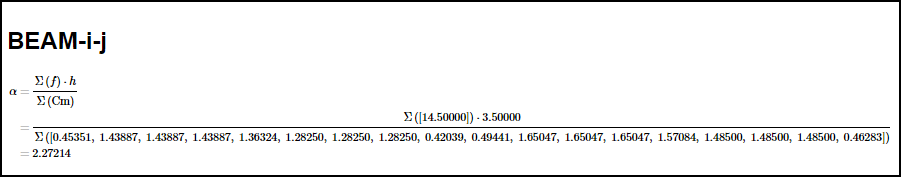 BEAM-i-j
α = Σ (f) · h / Σ (Cm)
= Σ ([14.50000]) · 3.50000 / Σ ([0.45351, 1.43887, 1.43887, 1.43887, 1.36324, 1.28250, 1.28250, 1.28250, 0.42039, 0.49441, 1.65047, 1.65047, 1.65047, 1.57084, 1.48500, 1.48500, 1.48500, 0.46283])
= 2.27214